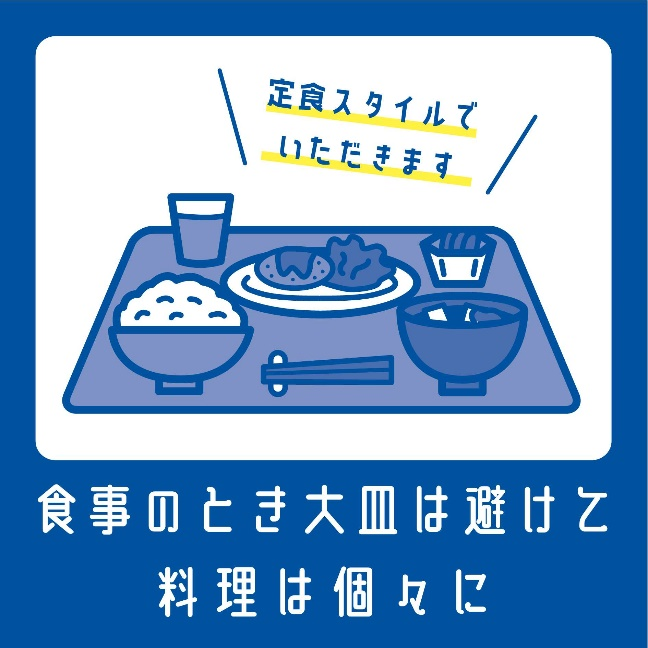 定食スタイルで
いただきます
食事のとき大皿は避けて
料理は個々に